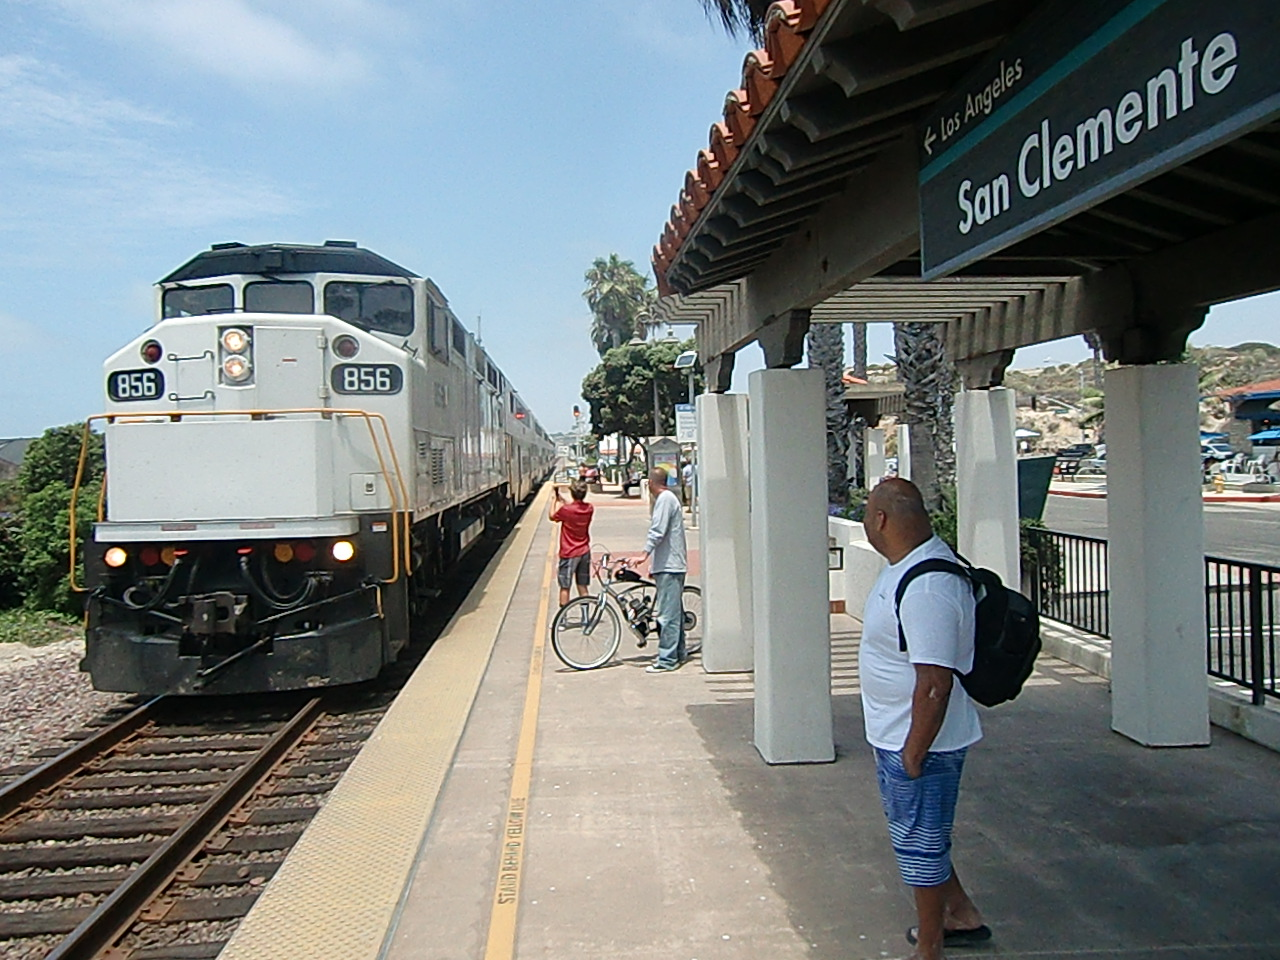 ← Los Angeles
San Clemente
856
856
STAND BEHIND YELLOW LINE